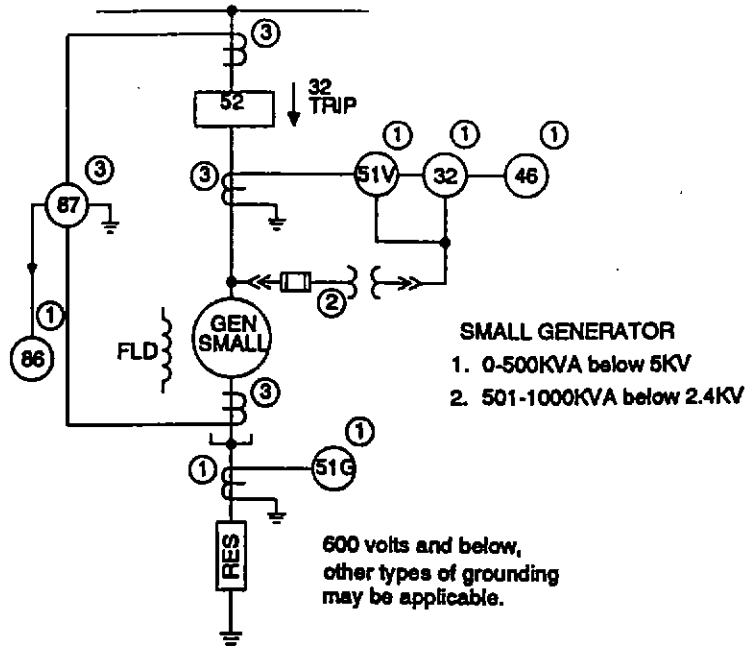 ③
52
32
TRIP
①
①
①
③
51V
32
46
③
87
②
①
GEN
SMALL
FLD
86
SMALL GENERATOR
1. 0-500KVA below 5KV
2. 501-1000KVA below 2.4KV
③
①
①
51G
RES
600 volts and below,
other types of grounding
may be applicable.